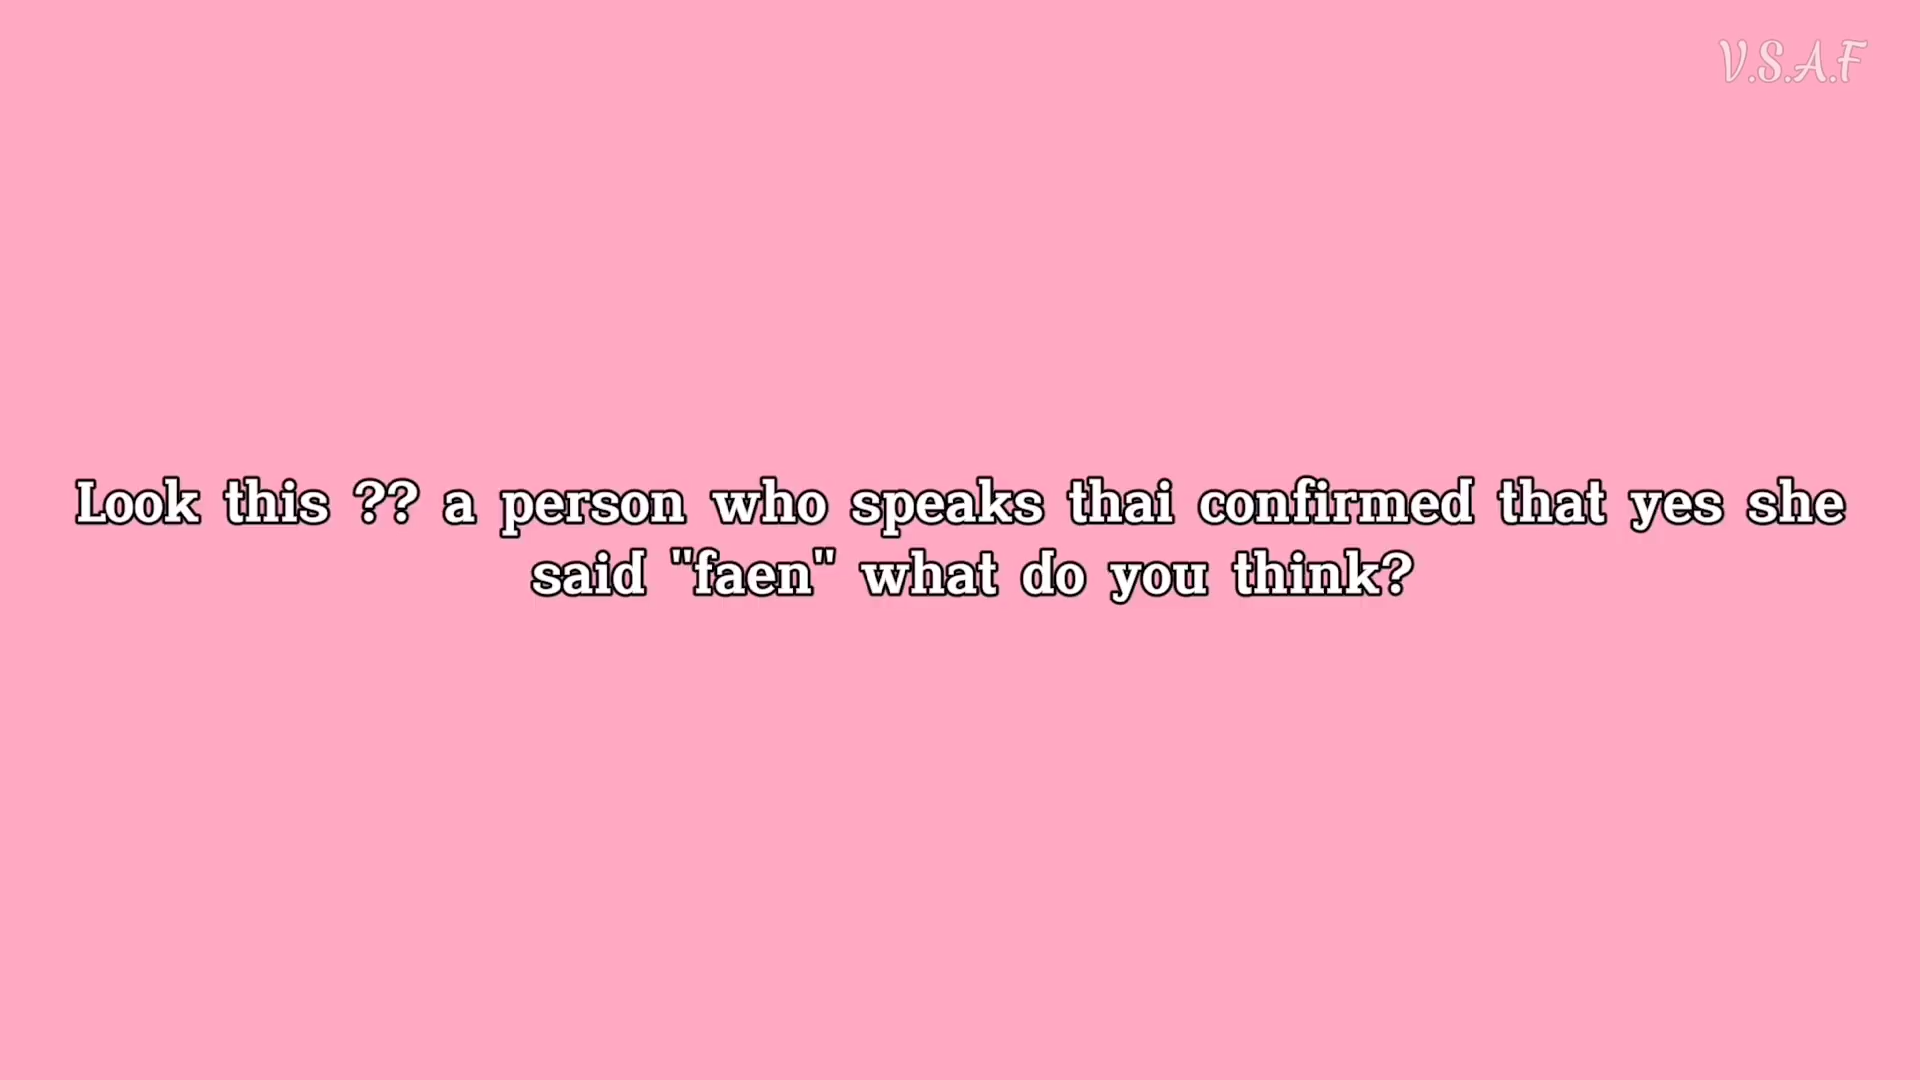 V.S.A.F
Look this ?? a person who speaks thai confirmed that yes she
said "faen" what do you think?